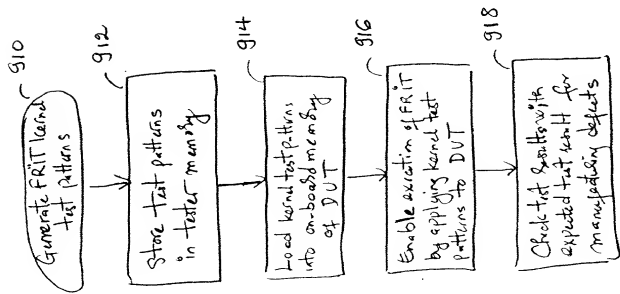 910
Generate FRIT kernel
test patterns
912
Store test patterns
in tester memory
914
Load kernel test patterns
into on-board memory
of DUT
916
Enable execution of FRIT
by applying kernel test
patterns to DUT
918
Check test results with
expected test result for
manufacturing defects